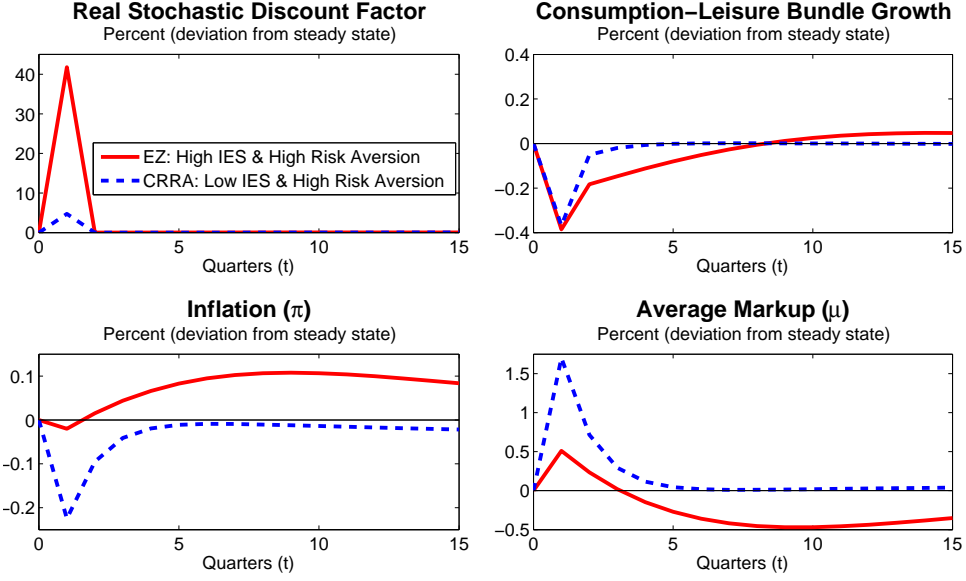 Real Stochastic Discount Factor
Percent (deviation from steady state)
40
30
20
10
0
EZ: High IES & High Risk Aversion
CRRA: Low IES & High Risk Aversion
0
5
10
15
Quarters (t)
Consumption−Leisure Bundle Growth
Percent (deviation from steady state)
0.4
0.2
0
−0.2
−0.4
0
5
10
15
Quarters (t)
Inflation (π)
Percent (deviation from steady state)
0.1
0
−0.1
−0.2
0
5
10
15
Quarters (t)
Average Markup (μ)
Percent (deviation from steady state)
1.5
1
0.5
0
−0.5
0
5
10
15
Quarters (t)